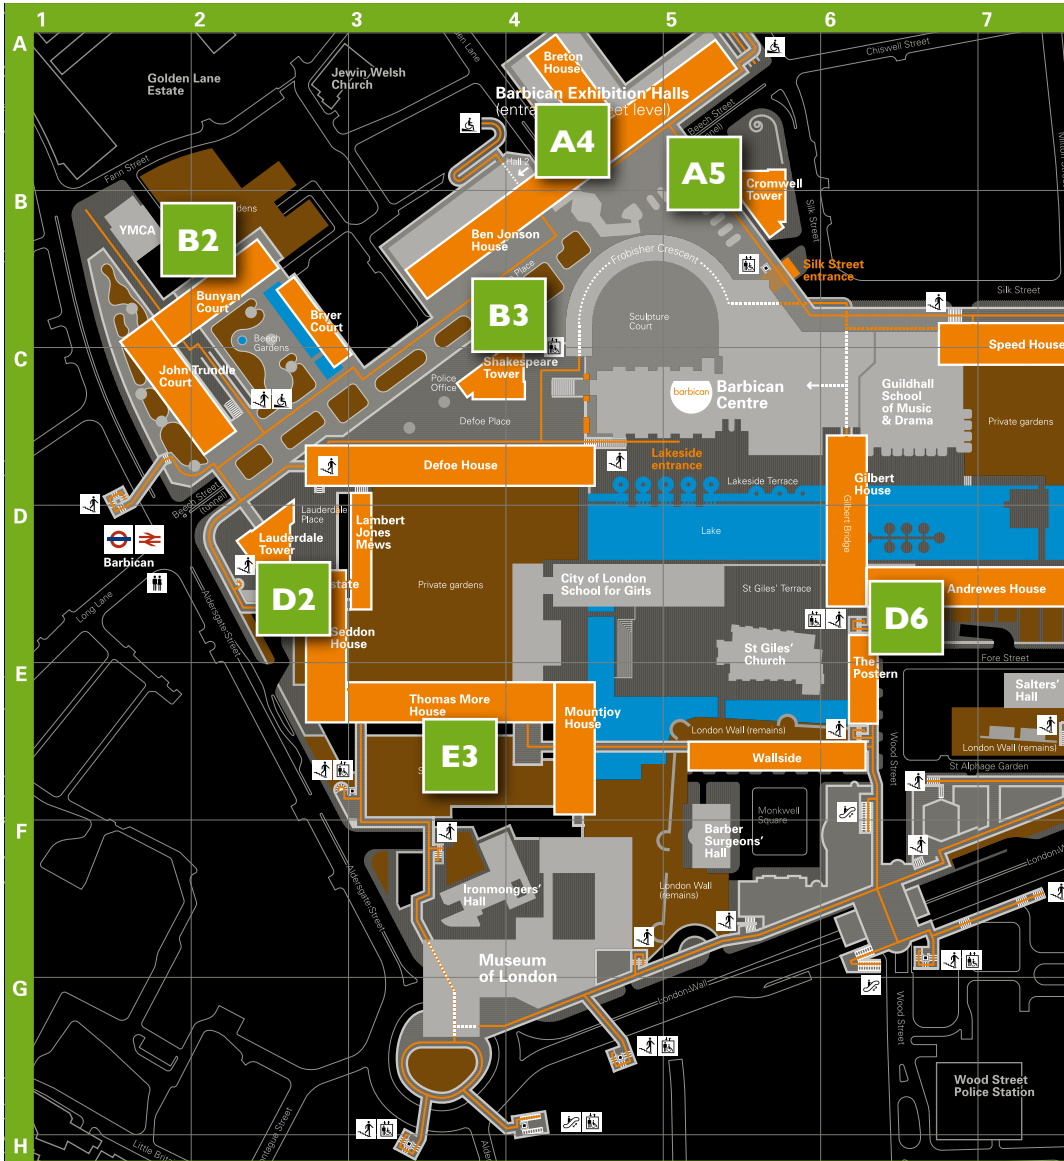 1 2 3 4 5 6 7
A
B
C
D
E
F
G
H
Golden Lane
Estate
Jewin Welsh
Church
Breton
House
Barbican Exhibition Halls
Chiswell Street
Beech Street
A4
A5
Hall 2
Fann Street
Cromwell
Tower
Silk Street
YMCA
B2
Ben Jonson
House
Place
Frobisher Crescent
Silk Street
entrance
Silk Street
Bunyan
Court
Bryer
Court
B3
Sculpture
Court
Speed House
Beech
Gardens
John Trundle
Court
Police
Office
Shakespeare
Tower
barbican
Barbican
Centre
Guildhall
School
of Music
& Drama
Private gardens
Defoe Place
Lakeside
entrance
Defoe House
Lakeside Terrace
Gilbert
House
Beech Street
(tunnel)
Lauderdale
Place
Lauderdale
Tower
Lambert
Jones
Mews
Lake
Gilbert Bridge
Barbican
Long Lane
Aldersgate Street
D2
Seddon
House
Private gardens
City of London
School for Girls
St Giles' Terrace
Andrewes House
D6
St Giles'
Church
The
Postern
Fore Street
Salters'
Hall
Thomas More
House
Mountjoy
House
London Wall (remains)
London Wall (remains)
E3
Wallside
Wood Street
St Alphage Garden
Monkwell
Square
Barber
Surgeons'
Hall
Aldersgate Street
Ironmongers'
Hall
London Wall
(remains)
Museum
of London
London Wall
Wood Street
Wood Street
Police Station